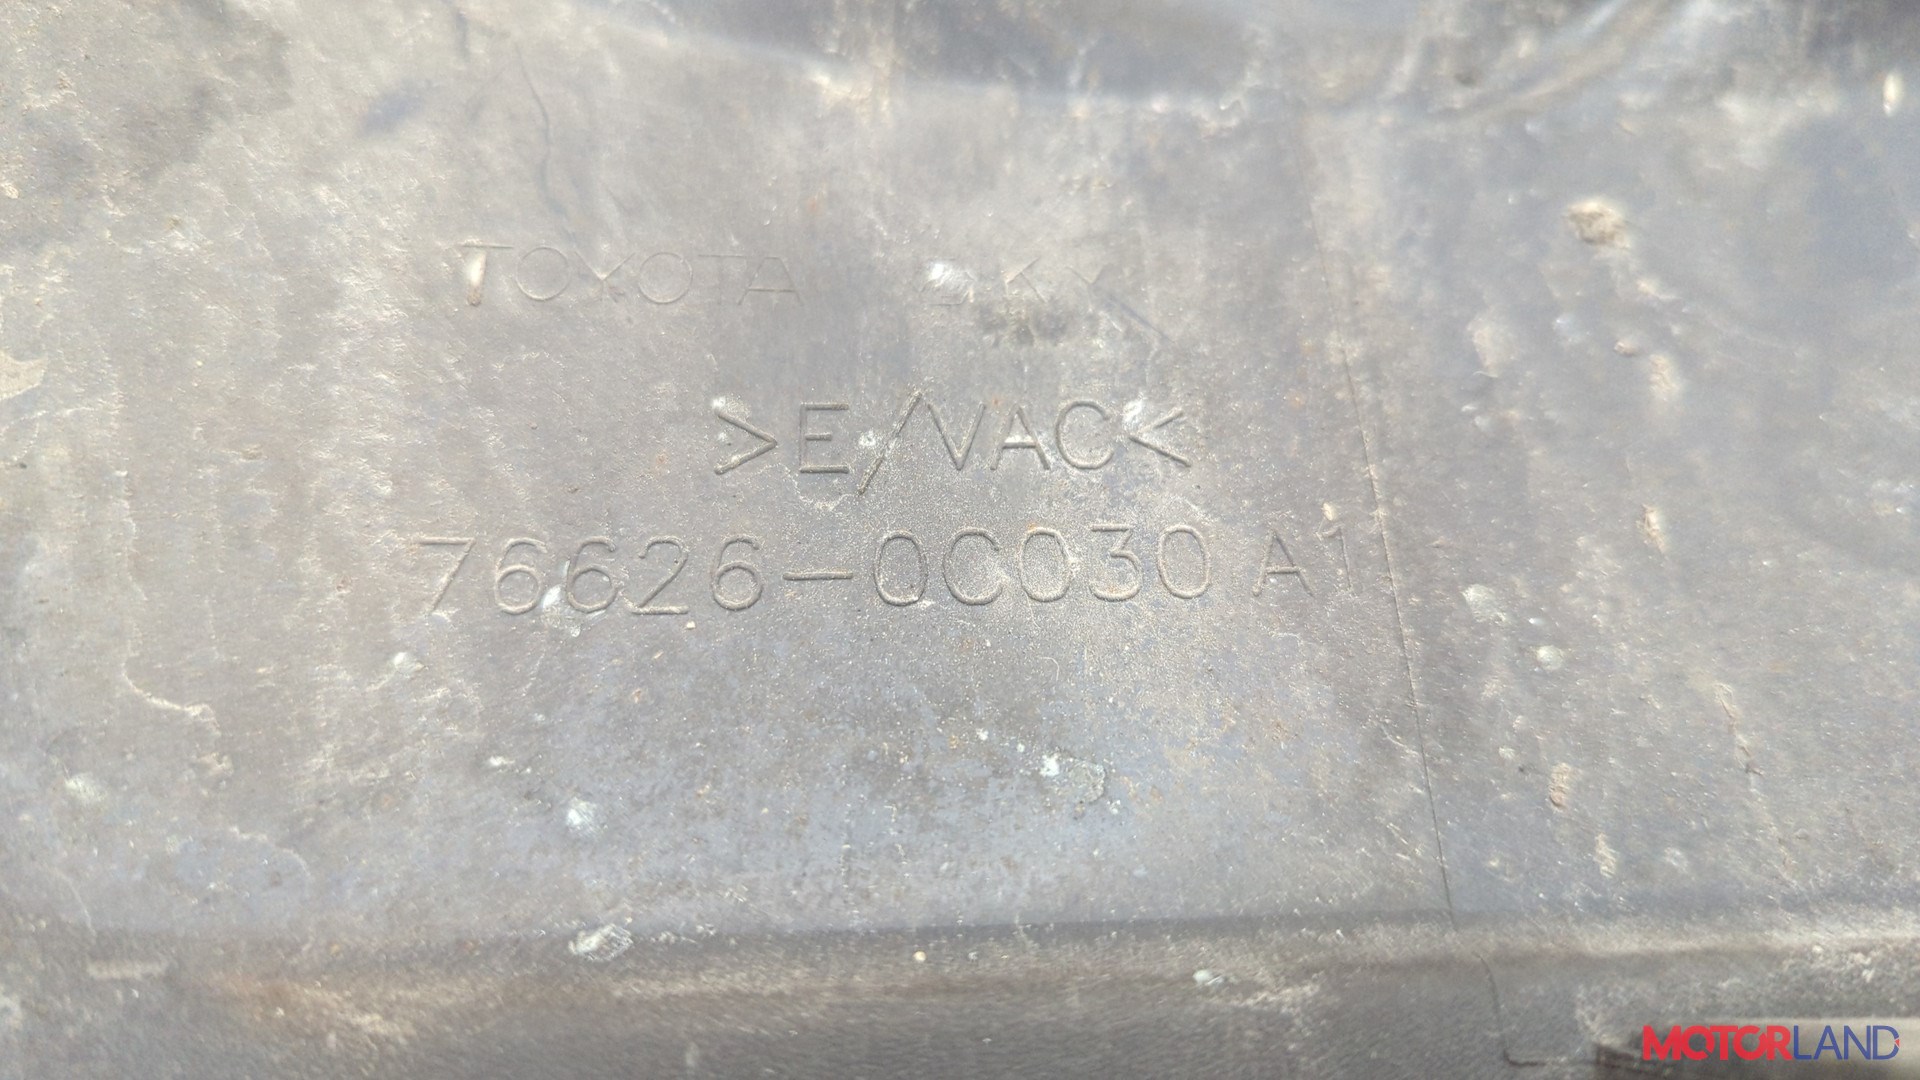 TOYOTA
>E/VAC<
76626-0C030 A1
MOTORLAND